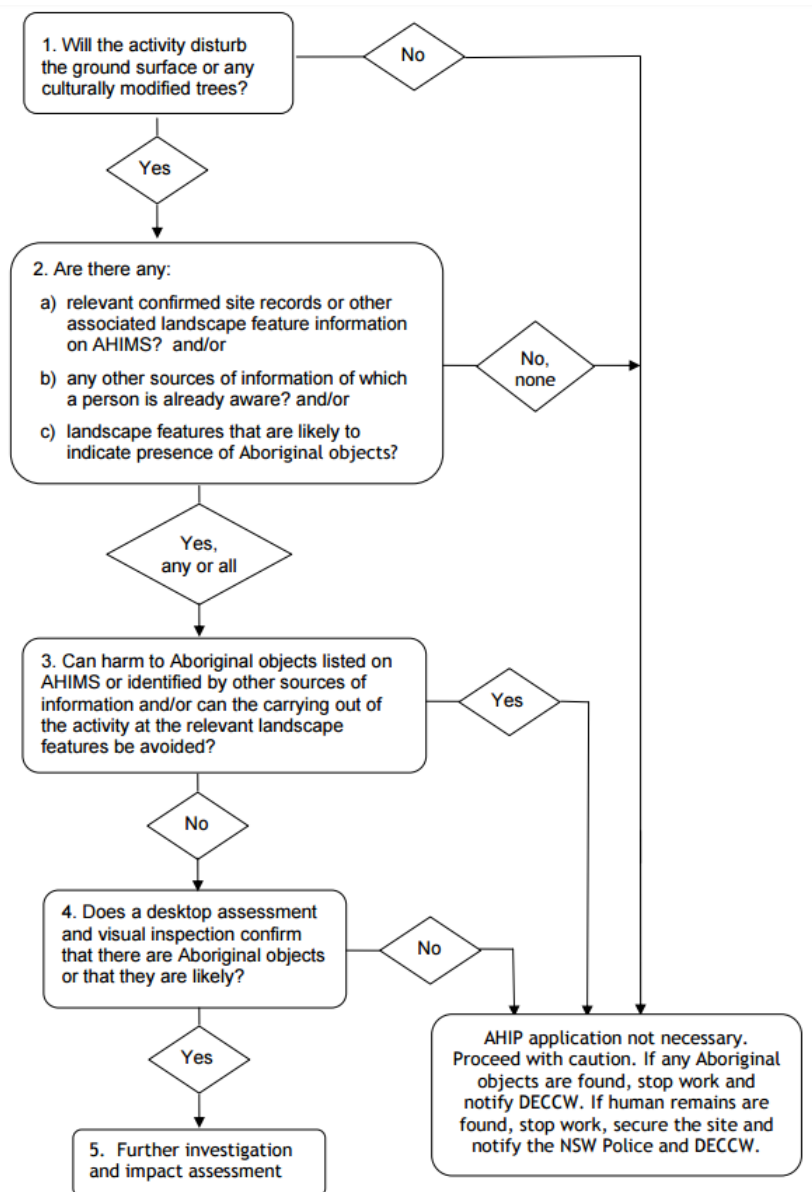 1. Will the activity disturb
the ground surface or any
culturally modified trees?
No
Yes
2. Are there any:
a) relevant confirmed site records or other
associated landscape feature information
on AHIMS? and/or
b) any other sources of information of which
a person is already aware? and/or
c) landscape features that are likely to
indicate presence of Aboriginal objects?
No,
none
Yes,
any or all
3. Can harm to Aboriginal objects listed on
AHIMS or identified by other sources of
information and/or can the carrying out of
the activity at the relevant landscape
features be avoided?
Yes
No
4. Does a desktop assessment
and visual inspection confirm
that there are Aboriginal objects
or that they are likely?
No
Yes
AHIP application not necessary.
Proceed with caution. If any Aboriginal
objects are found, stop work and
notify DECCW. If human remains are
found, stop work, secure the site and
notify the NSW Police and DECCW.
5. Further investigation
and impact assessment